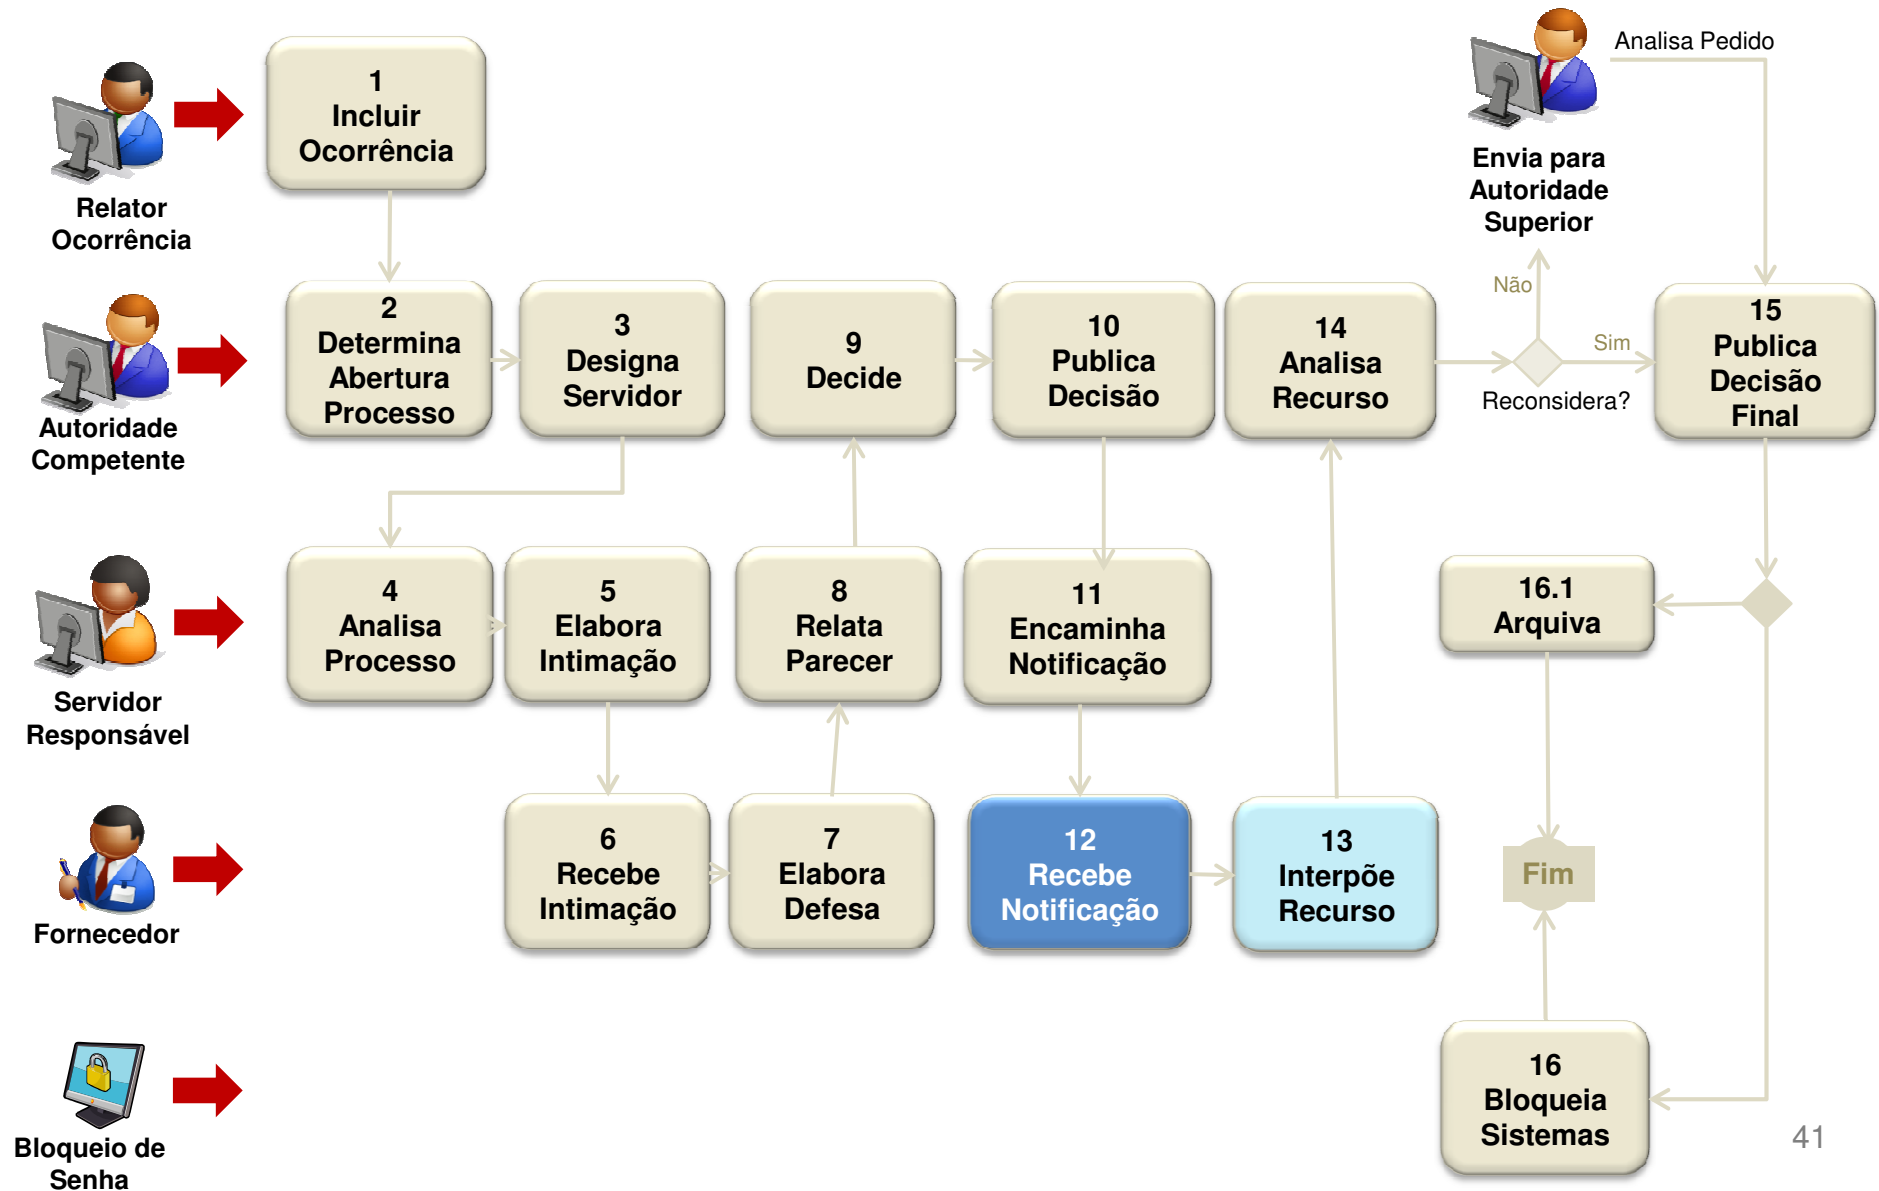 1
Incluir
Ocorrência
Relator
Ocorrência
Analisa Pedido
Envia para
Autoridade
Superior
Não
Sim
Reconsidera?
Autoridade
Competente
2
Determina
Abertura
Processo
3
Designa
Servidor
9
Decide
10
Publica
Decisão
14
Analisa
Recurso
15
Publica
Decisão
Final
Servidor
Responsável
4
Analisa
Processo
5
Elabora
Intimação
8
Relata
Parecer
11
Encaminha
Notificação
16.1
Arquiva
Fornecedor
6
Recebe
Intimação
7
Elabora
Defesa
12
Recebe
Notificação
13
Interpõe
Recurso
Fim
Bloqueio de
Senha
16
Bloqueia
Sistemas
41